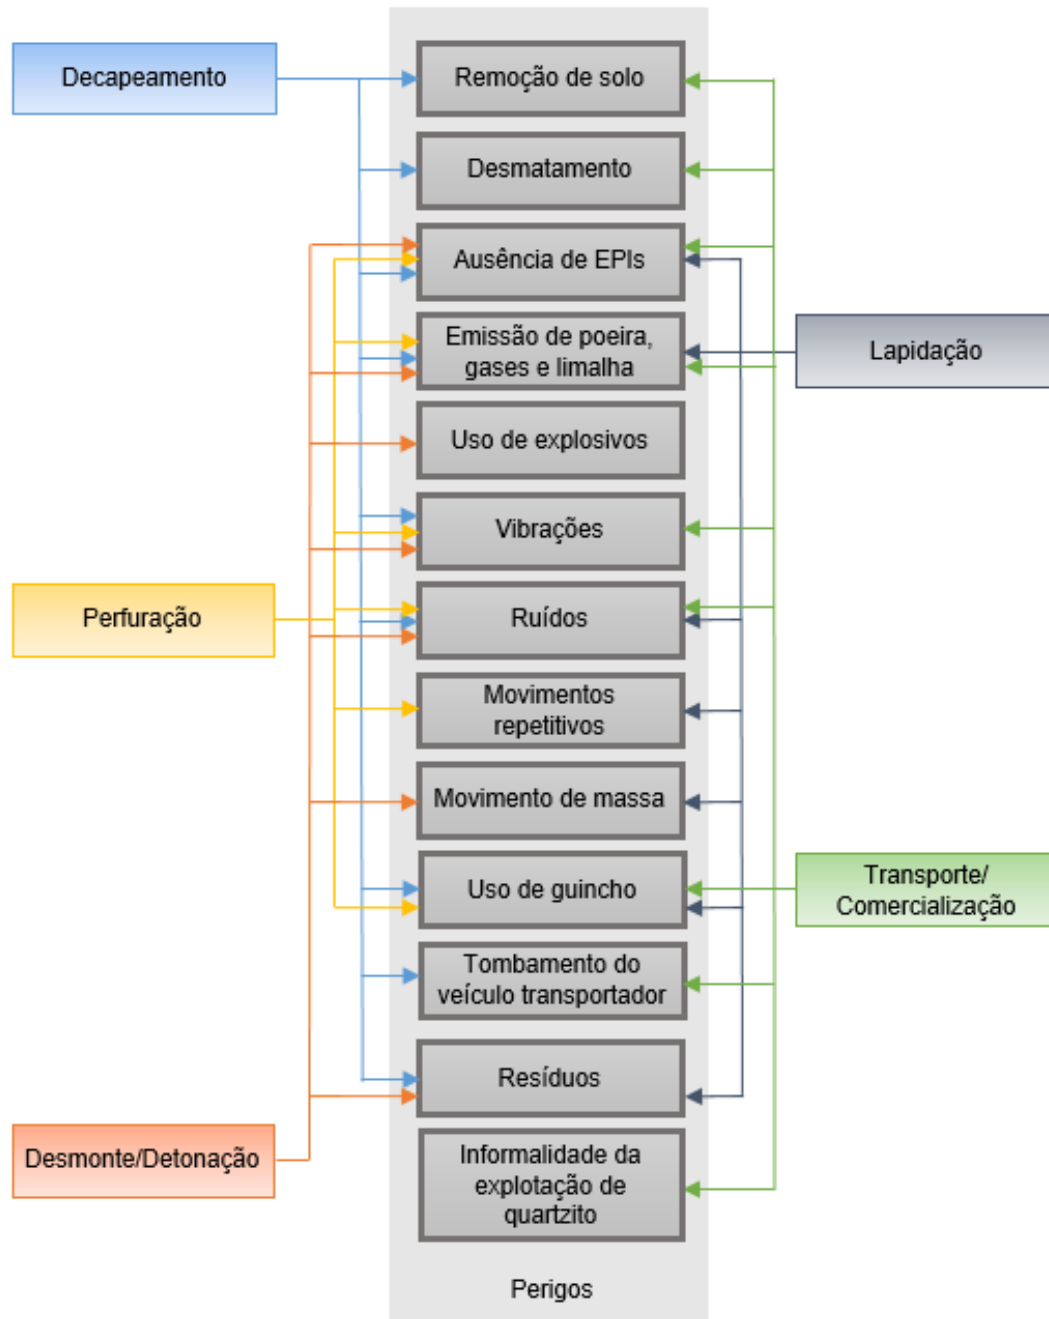 Decapeamento
Perfuração
Desmonte/Detonação
Remoção de solo
Desmatamento
Ausência de EPIs
Emissão de poeira,
gases e limalha
Uso de explosivos
Vibrações
Ruídos
Movimentos
repetitivos
Movimento de massa
Uso de guincho
Tombamento do
veículo transportador
Resíduos
Informalidade da
explotação de
quartzito
Perigos
Lapidação
Transporte/
Comercialização